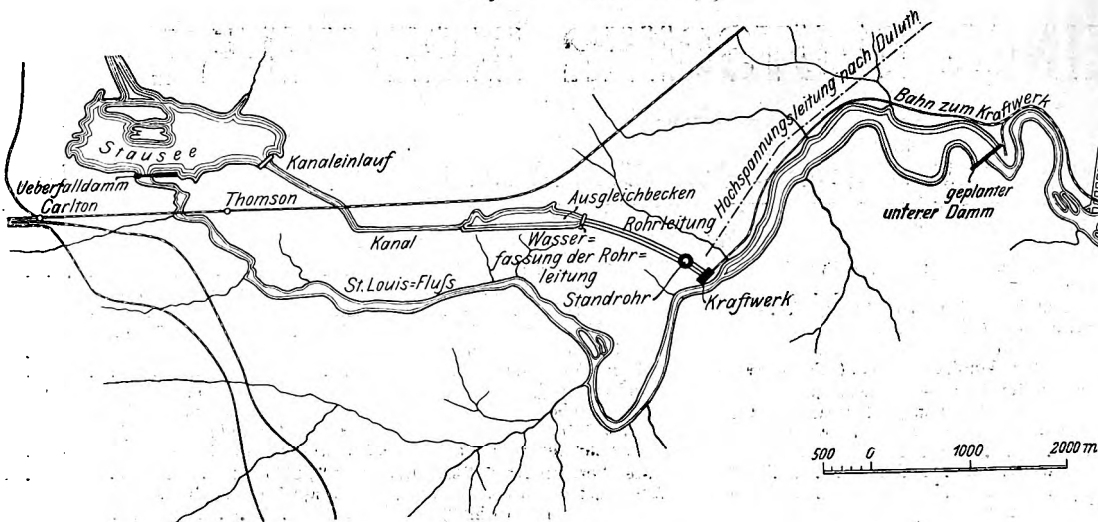 Stausee
Kanaleinlauf
Ueberfalldamm
Carlton
Thomson
Kanal
Ausgleichbecken
Rohrleitung
Wasser=
fassung der Rohr=
leitung
St. Louis=Fluſs
Standrohr
Kraftwerk
Hochspannungsleitung nach Duluth
Bahn zum Kraftwerk
geplanter
unterer Damm
500 0 1000 2000 m